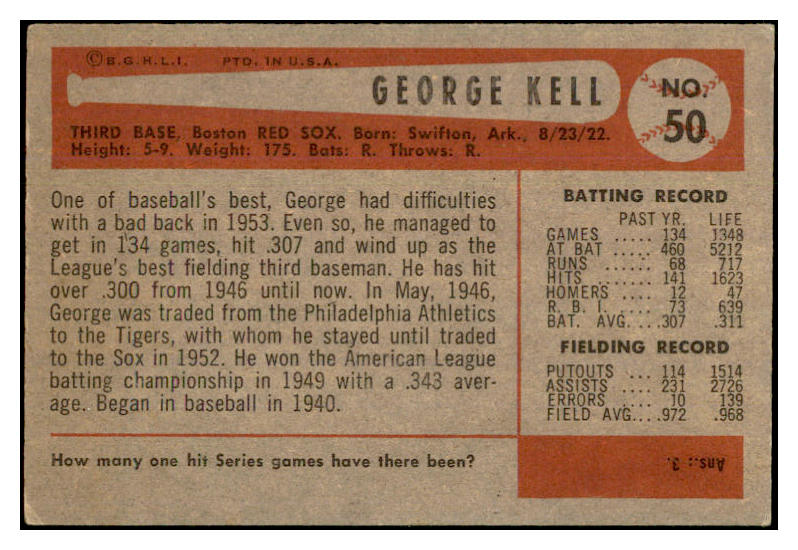 ©B.G.H.L.I. PTD. IN U.S.A.
GEORGE KELL
NO.
50
THIRD BASE, Boston RED SOX. Born: Swifton, Ark., 8/23/22.
Height: 5-9. Weight: 175. Bats: R. Throws: R.
One of baseball's best, George had difficulties
with a bad back in 1953. Even so, he managed to
get in 134 games, hit .307 and wind up as the
League's best fielding third baseman. He has hit
over .300 from 1946 until now. In May, 1946,
George was traded from the Philadelphia Athletics
to the Tigers, with whom he stayed until traded
to the Sox in 1952. He won the American League
batting championship in 1949 with a .343 aver-
age. Began in baseball in 1940.
BATTING RECORD
PAST YR. LIFE
GAMES ..... 134 1348
AT BAT ..... 460 5212
RUNS ...... 68 717
HITS ....... 141 1623
HOMERS .... 12 47
R. B. I. .... 73 639
BAT. AVG.... .307 .311
FIELDING RECORD
PUTOUTS ... 114 1514
ASSISTS .... 231 2726
ERRORS .... 10 139
FIELD AVG.... .972 .968
How many one hit Series games have there been?
Ans.: 3.